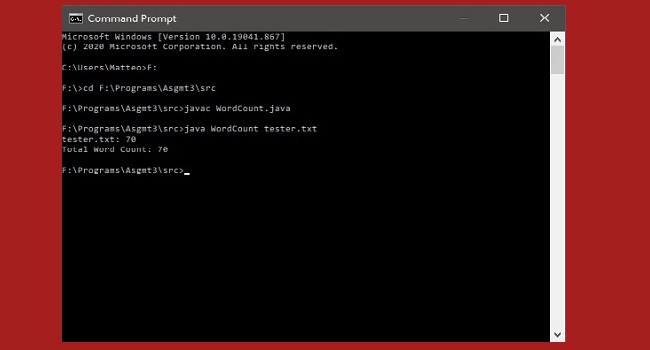 Command Prompt
Microsoft Windows [Version 10.0.19041.867]
(c) 2020 Microsoft Corporation. All rights reserved.
C:\Users\Matteo>F:
F:\>cd F:\Programs\Asgmt3\src
F:\Programs\Asgmt3\src>javac WordCount.java
F:\Programs\Asgmt3\src>java WordCount tester.txt
tester.txt: 70
Total Word Count: 70
F:\Programs\Asgmt3\src>